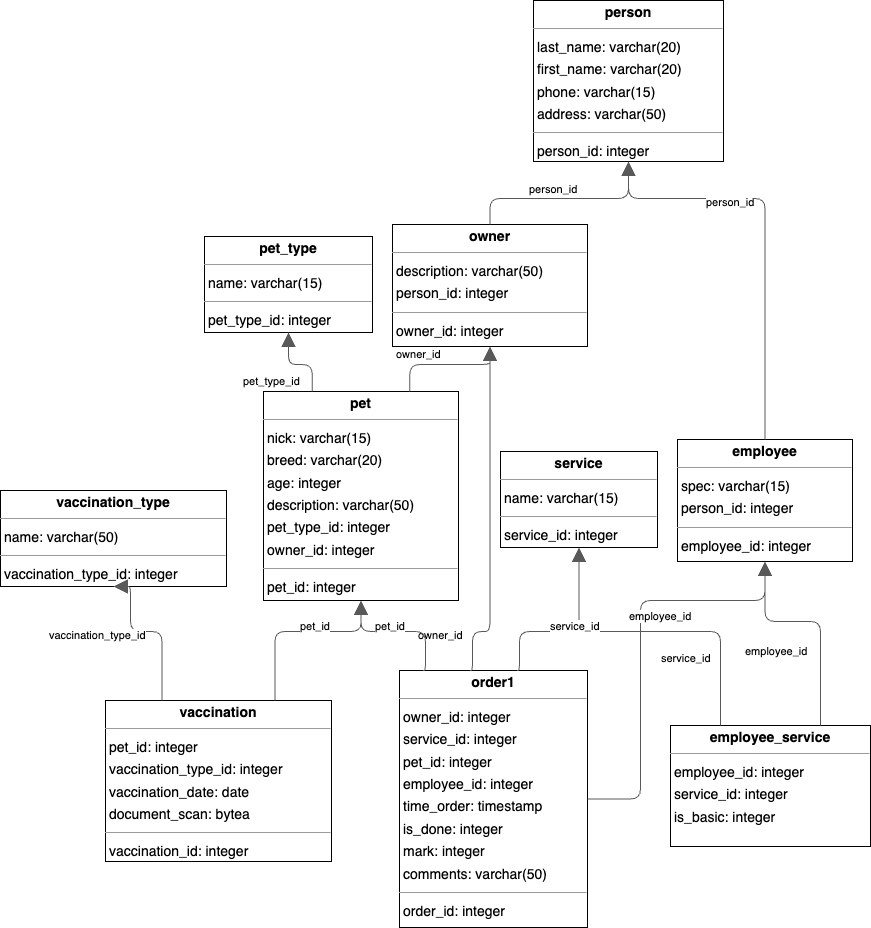 person
last_name: varchar(20)
first_name: varchar(20)
phone: varchar(15)
address: varchar(50)
person_id: integer
person_id
person_id
pet_type
name: varchar(15)
pet_type_id: integer
owner
description: varchar(50)
person_id: integer
owner_id: integer
owner_id
pet_type_id
pet
nick: varchar(15)
breed: varchar(20)
age: integer
description: varchar(50)
pet_type_id: integer
owner_id: integer
pet_id: integer
service
name: varchar(15)
service_id: integer
employee
spec: varchar(15)
person_id: integer
employee_id: integer
vaccination_type
name: varchar(50)
vaccination_type_id: integer
vaccination_type_id
pet_id
pet_id
owner_id
service_id
employee_id
service_id
employee_id
vaccination
pet_id: integer
vaccination_type_id: integer
vaccination_date: date
document_scan: bytea
vaccination_id: integer
order1
owner_id: integer
service_id: integer
pet_id: integer
employee_id: integer
time_order: timestamp
is_done: integer
mark: integer
comments: varchar(50)
order_id: integer
employee_service
employee_id: integer
service_id: integer
is_basic: integer